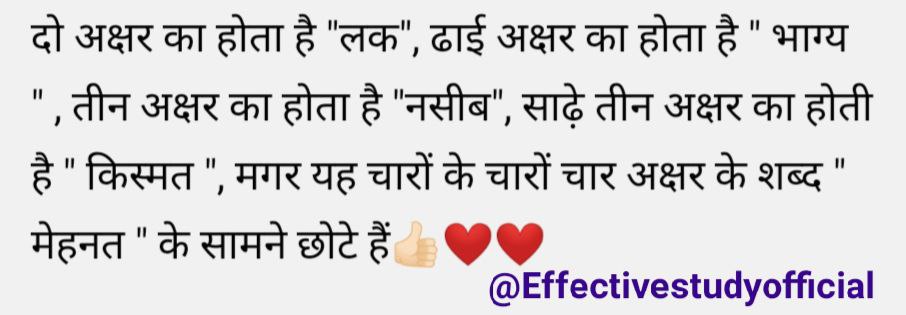 दो अक्षर का होता है "लक", ढाई अक्षर का होता है " भाग्य
" , तीन अक्षर का होता है "नसीब", साढ़े तीन अक्षर का होती
है " किस्मत ", मगर यह चारों के चारों चार अक्षर के शब्द "
मेहनत " के सामने छोटे हैं👍🏻❤️❤️
@Effectivestudyofficial